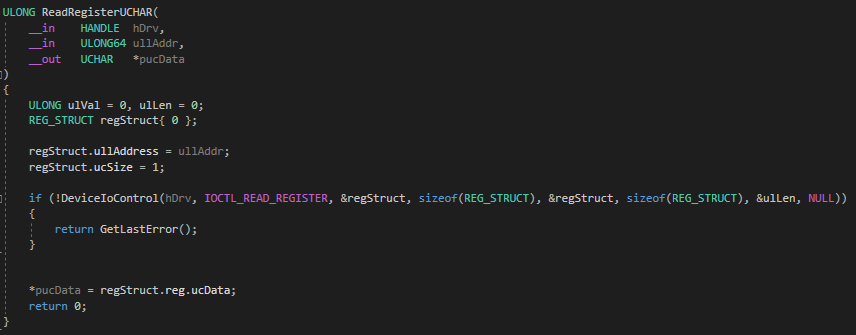 ULONG ReadRegisterUCHAR(
    __in    HANDLE  hDrv,
    __in    ULONG64 ullAddr,
    __out   UCHAR   *pucData
)
{
    ULONG ulVal = 0, ulLen = 0;
    REG_STRUCT regStruct{ 0 };

    regStruct.ullAddress = ullAddr;
    regStruct.ucSize = 1;

    if (!DeviceIoControl(hDrv, IOCTL_READ_REGISTER, &regStruct, sizeof(REG_STRUCT), &regStruct, sizeof(REG_STRUCT), &ulLen, NULL))
    {
        return GetLastError();
    }


    *pucData = regStruct.reg.ucData;
    return 0;
}